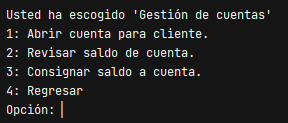 Usted ha escogido 'Gestión de cuentas'
1: Abrir cuenta para cliente.
2: Revisar saldo de cuenta.
3: Consignar saldo a cuenta.
4: Regresar
Opción: